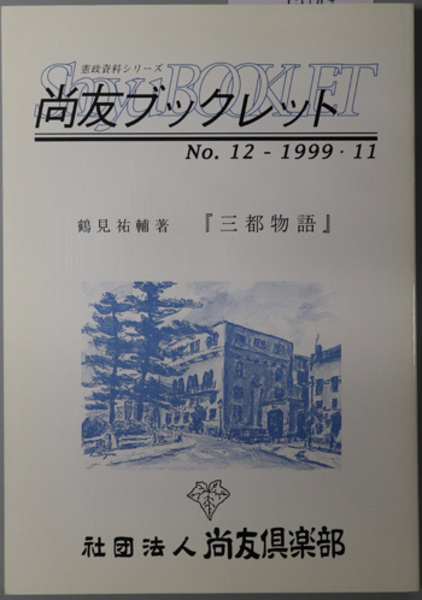 憲政資料シリーズ
Shoyu BOOKLET
尚友ブックレット
No. 12 - 1999・11
鶴見祐輔著 『三都物語』
社団法人 尚友倶楽部